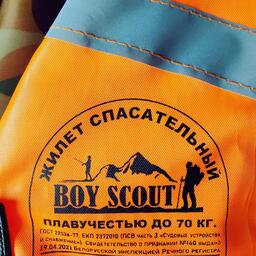 ЖИЛЕТ СПАСАТЕЛЬНЫЙ
BOY SCOUT
ПЛАВУЧЕСТЬЮ ДО 70 КГ.
ГОСТ 22336-77, ЕКП 2372010 (ПСВ ЧАСТЬ 3 «СУДОВЫЕ УСТРОЙСТВА
И СНАБЖЕНИЕ»). СВИДЕТЕЛЬСТВО О ПРИЗНАНИИ №140 ВЫДАНО
19.04.2021 БЕЛОРУССКОЙ ИНСПЕКЦИЕЙ РЕЧНОГО РЕГИСТРА